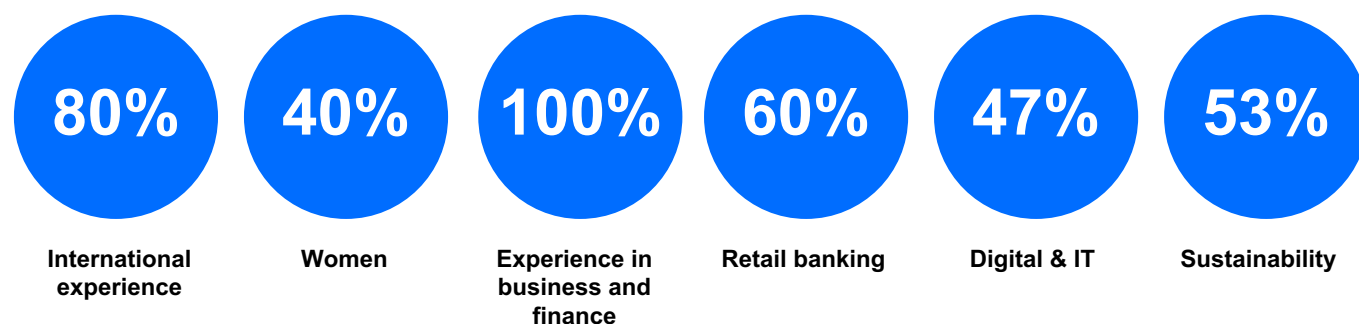 80%
40%
100%
60%
47%
53%
International
experience
Women
Experience in
business and
finance
Retail banking
Digital & IT
Sustainability